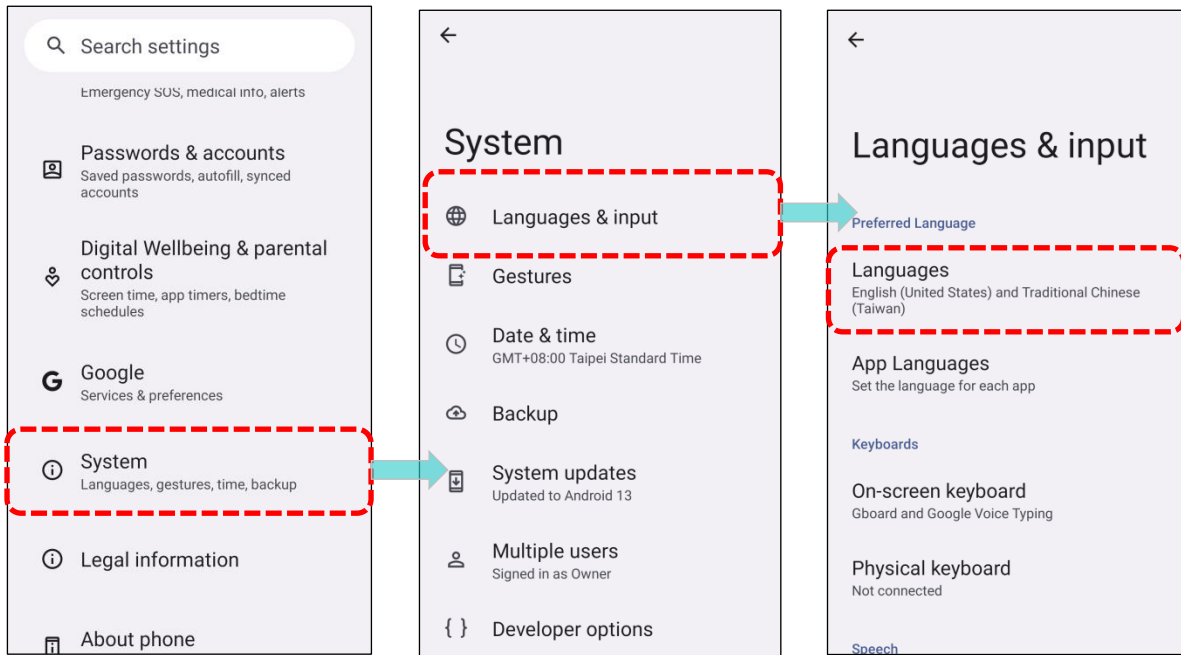 Search settings
Emergency SOS, medical info, alerts
Passwords & accounts
Saved passwords, autofill, synced
accounts
Digital Wellbeing & parental
controls
Screen time, app timers, bedtime
schedules
Google
Services & preferences
System
Languages, gestures, time, backup
Legal information
About phone
System
Languages & input
Gestures
Date & time
GMT+08:00 Taipei Standard Time
Backup
System updates
Updated to Android 13
Multiple users
Signed in as Owner
{ } Developer options
Languages & input
Preferred Language
Languages
English (United States) and Traditional Chinese
(Taiwan)
App Languages
Set the language for each app
Keyboards
On-screen keyboard
Gboard and Google Voice Typing
Physical keyboard
Not connected
Speech